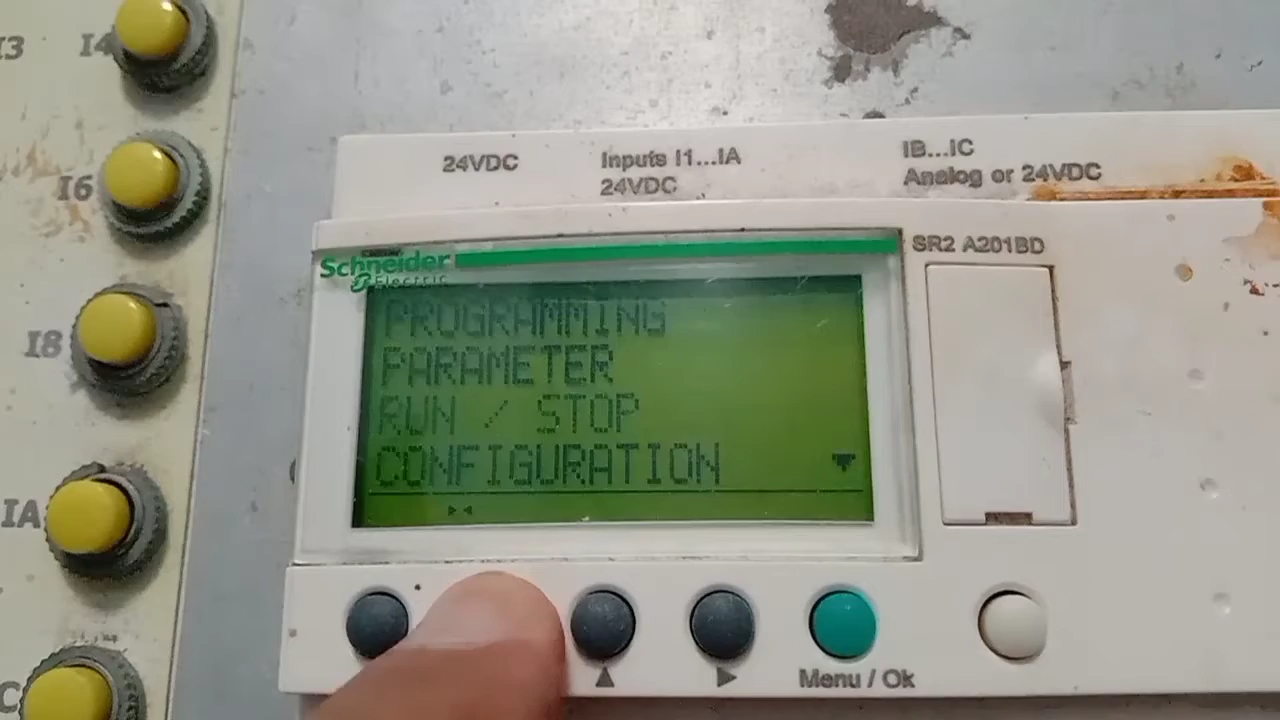 I3
I4
I6
I8
IA
C
24VDC
Inputs I1...IA
24VDC
IB...IC
Analog or 24VDC
SR2 A201BD
Schneider
Electric
PROGRAMMING
PARAMETER
RUN / STOP
CONFIGURATION
Menu / Ok